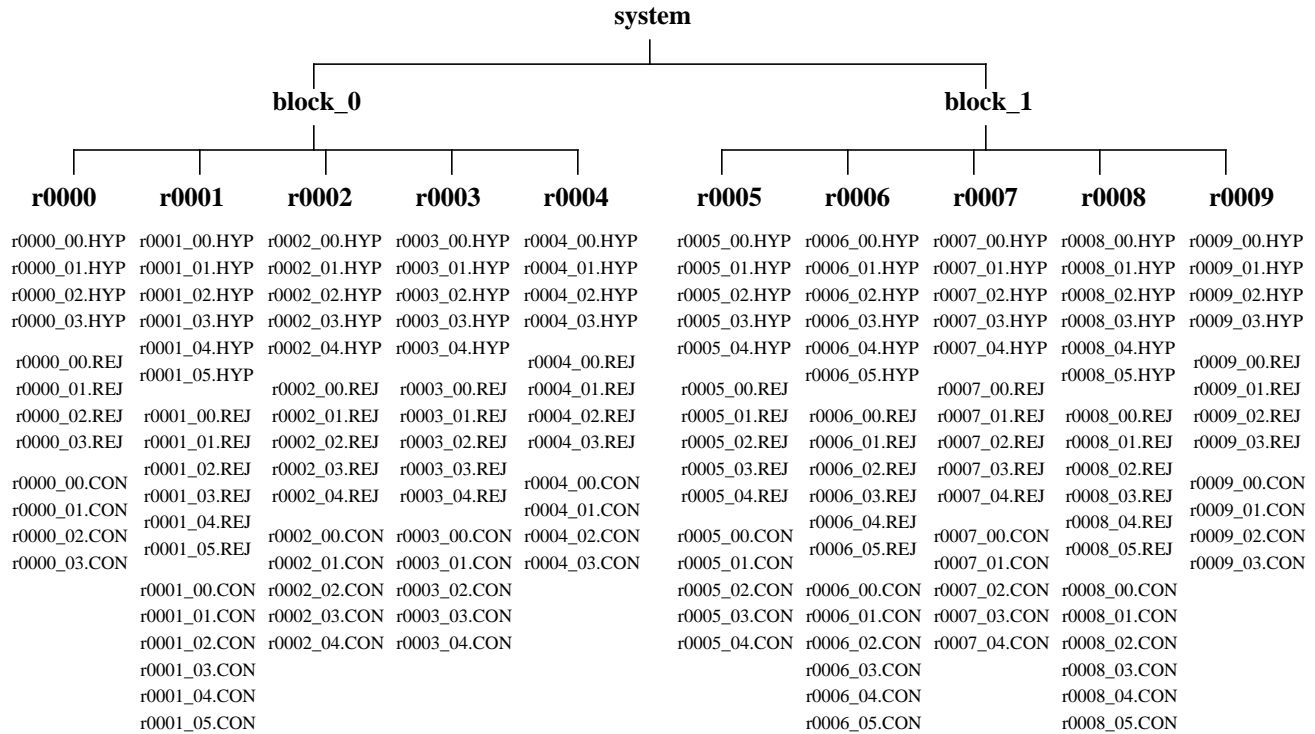 system
block_0 block_1
r0000 r0001 r0002 r0003 r0004 r0005 r0006 r0007 r0008 r0009
r0000_00.HYP r0001_00.HYP r0002_00.HYP r0003_00.HYP r0004_00.HYP r0005_00.HYP r0006_00.HYP r0007_00.HYP r0008_00.HYP r0009_00.HYP
r0000_01.HYP r0001_01.HYP r0002_01.HYP r0003_01.HYP r0004_01.HYP r0005_01.HYP r0006_01.HYP r0007_01.HYP r0008_01.HYP r0009_01.HYP
r0000_02.HYP r0001_02.HYP r0002_02.HYP r0003_02.HYP r0004_02.HYP r0005_02.HYP r0006_02.HYP r0007_02.HYP r0008_02.HYP r0009_02.HYP
r0000_03.HYP r0001_03.HYP r0002_03.HYP r0003_03.HYP r0004_03.HYP r0005_03.HYP r0006_03.HYP r0007_03.HYP r0008_03.HYP r0009_03.HYP
r0001_04.HYP r0002_04.HYP r0003_04.HYP r0005_04.HYP r0006_04.HYP r0007_04.HYP r0008_04.HYP
r0000_00.REJ r0004_00.REJ r0009_00.REJ
r0001_05.HYP r0006_05.HYP r0008_05.HYP
r0000_01.REJ r0002_00.REJ r0003_00.REJ r0004_01.REJ r0005_00.REJ r0007_00.REJ r0009_01.REJ
r0000_02.REJ r0001_00.REJ r0002_01.REJ r0003_01.REJ r0004_02.REJ r0005_01.REJ r0006_00.REJ r0007_01.REJ r0008_00.REJ r0009_02.REJ
r0000_03.REJ r0001_01.REJ r0002_02.REJ r0003_02.REJ r0004_03.REJ r0005_02.REJ r0006_01.REJ r0007_02.REJ r0008_01.REJ r0009_03.REJ
r0001_02.REJ r0002_03.REJ r0003_03.REJ r0005_03.REJ r0006_02.REJ r0007_03.REJ r0008_02.REJ
r0000_00.CON r0004_00.CON r0009_00.CON
r0001_03.REJ r0002_04.REJ r0003_04.REJ r0005_04.REJ r0006_03.REJ r0007_04.REJ r0008_03.REJ
r0000_01.CON r0004_01.CON r0009_01.CON
r0001_04.REJ r0006_04.REJ r0008_04.REJ
r0000_02.CON r0002_00.CON r0003_00.CON r0004_02.CON r0005_00.CON r0007_00.CON r0009_02.CON
r0001_05.REJ r0006_05.REJ r0008_05.REJ
r0000_03.CON r0002_01.CON r0003_01.CON r0004_03.CON r0005_01.CON r0007_01.CON r0009_03.CON
r0001_00.CON r0002_02.CON r0003_02.CON r0005_02.CON r0006_00.CON r0007_02.CON r0008_00.CON
r0001_01.CON r0002_03.CON r0003_03.CON r0005_03.CON r0006_01.CON r0007_03.CON r0008_01.CON
r0001_02.CON r0002_04.CON r0003_04.CON r0005_04.CON r0006_02.CON r0007_04.CON r0008_02.CON
r0001_03.CON r0006_03.CON r0008_03.CON
r0001_04.CON r0006_04.CON r0008_04.CON
r0001_05.CON r0006_05.CON r0008_05.CON